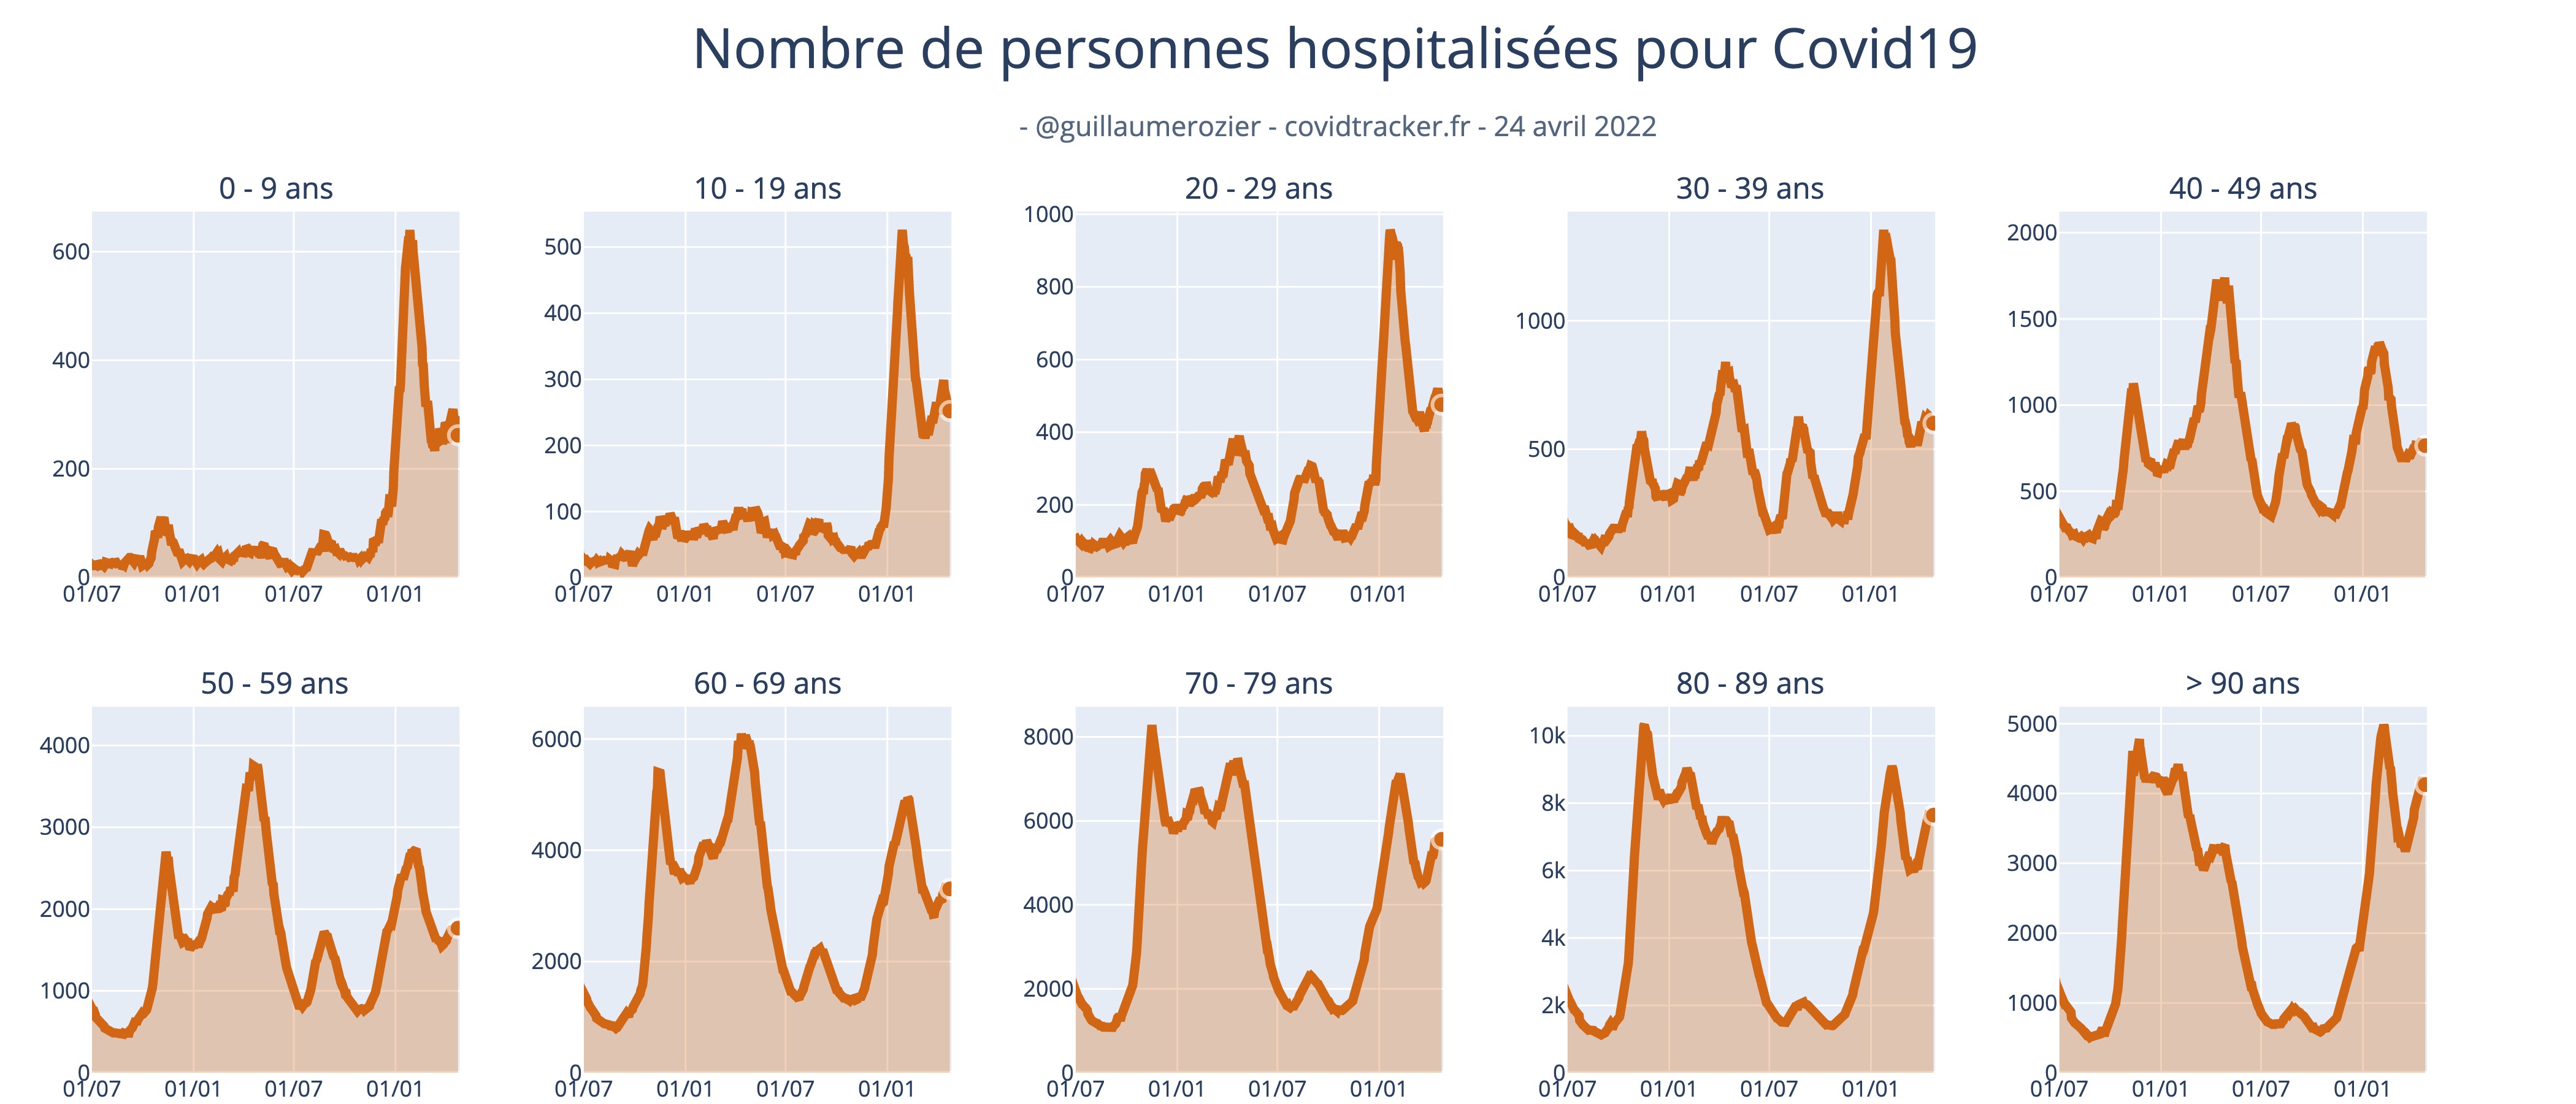 Nombre de personnes hospitalisées pour Covid19
- @guillaumerozier - covidtracker.fr - 24 avril 2022
0 - 9 ans
600
400
200
0
01/07 01/01 01/07 01/01
10 - 19 ans
500
400
300
200
100
0
01/07 01/01 01/07 01/01
20 - 29 ans
1000
800
600
400
200
0
01/07 01/01 01/07 01/01
30 - 39 ans
1000
500
0
01/07 01/01 01/07 01/01
40 - 49 ans
2000
1500
1000
500
0
01/07 01/01 01/07 01/01
50 - 59 ans
4000
3000
2000
1000
0
01/07 01/01 01/07 01/01
60 - 69 ans
6000
4000
2000
0
01/07 01/01 01/07 01/01
70 - 79 ans
8000
6000
4000
2000
0
01/07 01/01 01/07 01/01
80 - 89 ans
10k
8k
6k
4k
2k
0
01/07 01/01 01/07 01/01
> 90 ans
5000
4000
3000
2000
1000
0
01/07 01/01 01/07 01/01